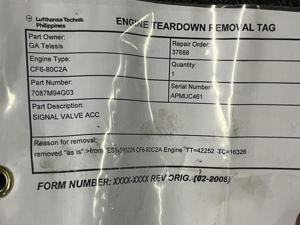 Lufthansa Technik
Philippines
ENGINE TEARDOWN REMOVAL TAG
Part Owner:
GA Telesis
Repair Order:
37688
Engine Type:
CF6-80C2A
Quantity:
1
Part Number:
7087M94G03
Serial Number:
APMUC461
Part Description:
SIGNAL VALVE ACC
Reason for removal:
removed "as is" >from CF6-80C2A Engine TT=42252 TC=16328
FORM NUMBER: XXXX-XXXX REV ORIG. (02-2006)